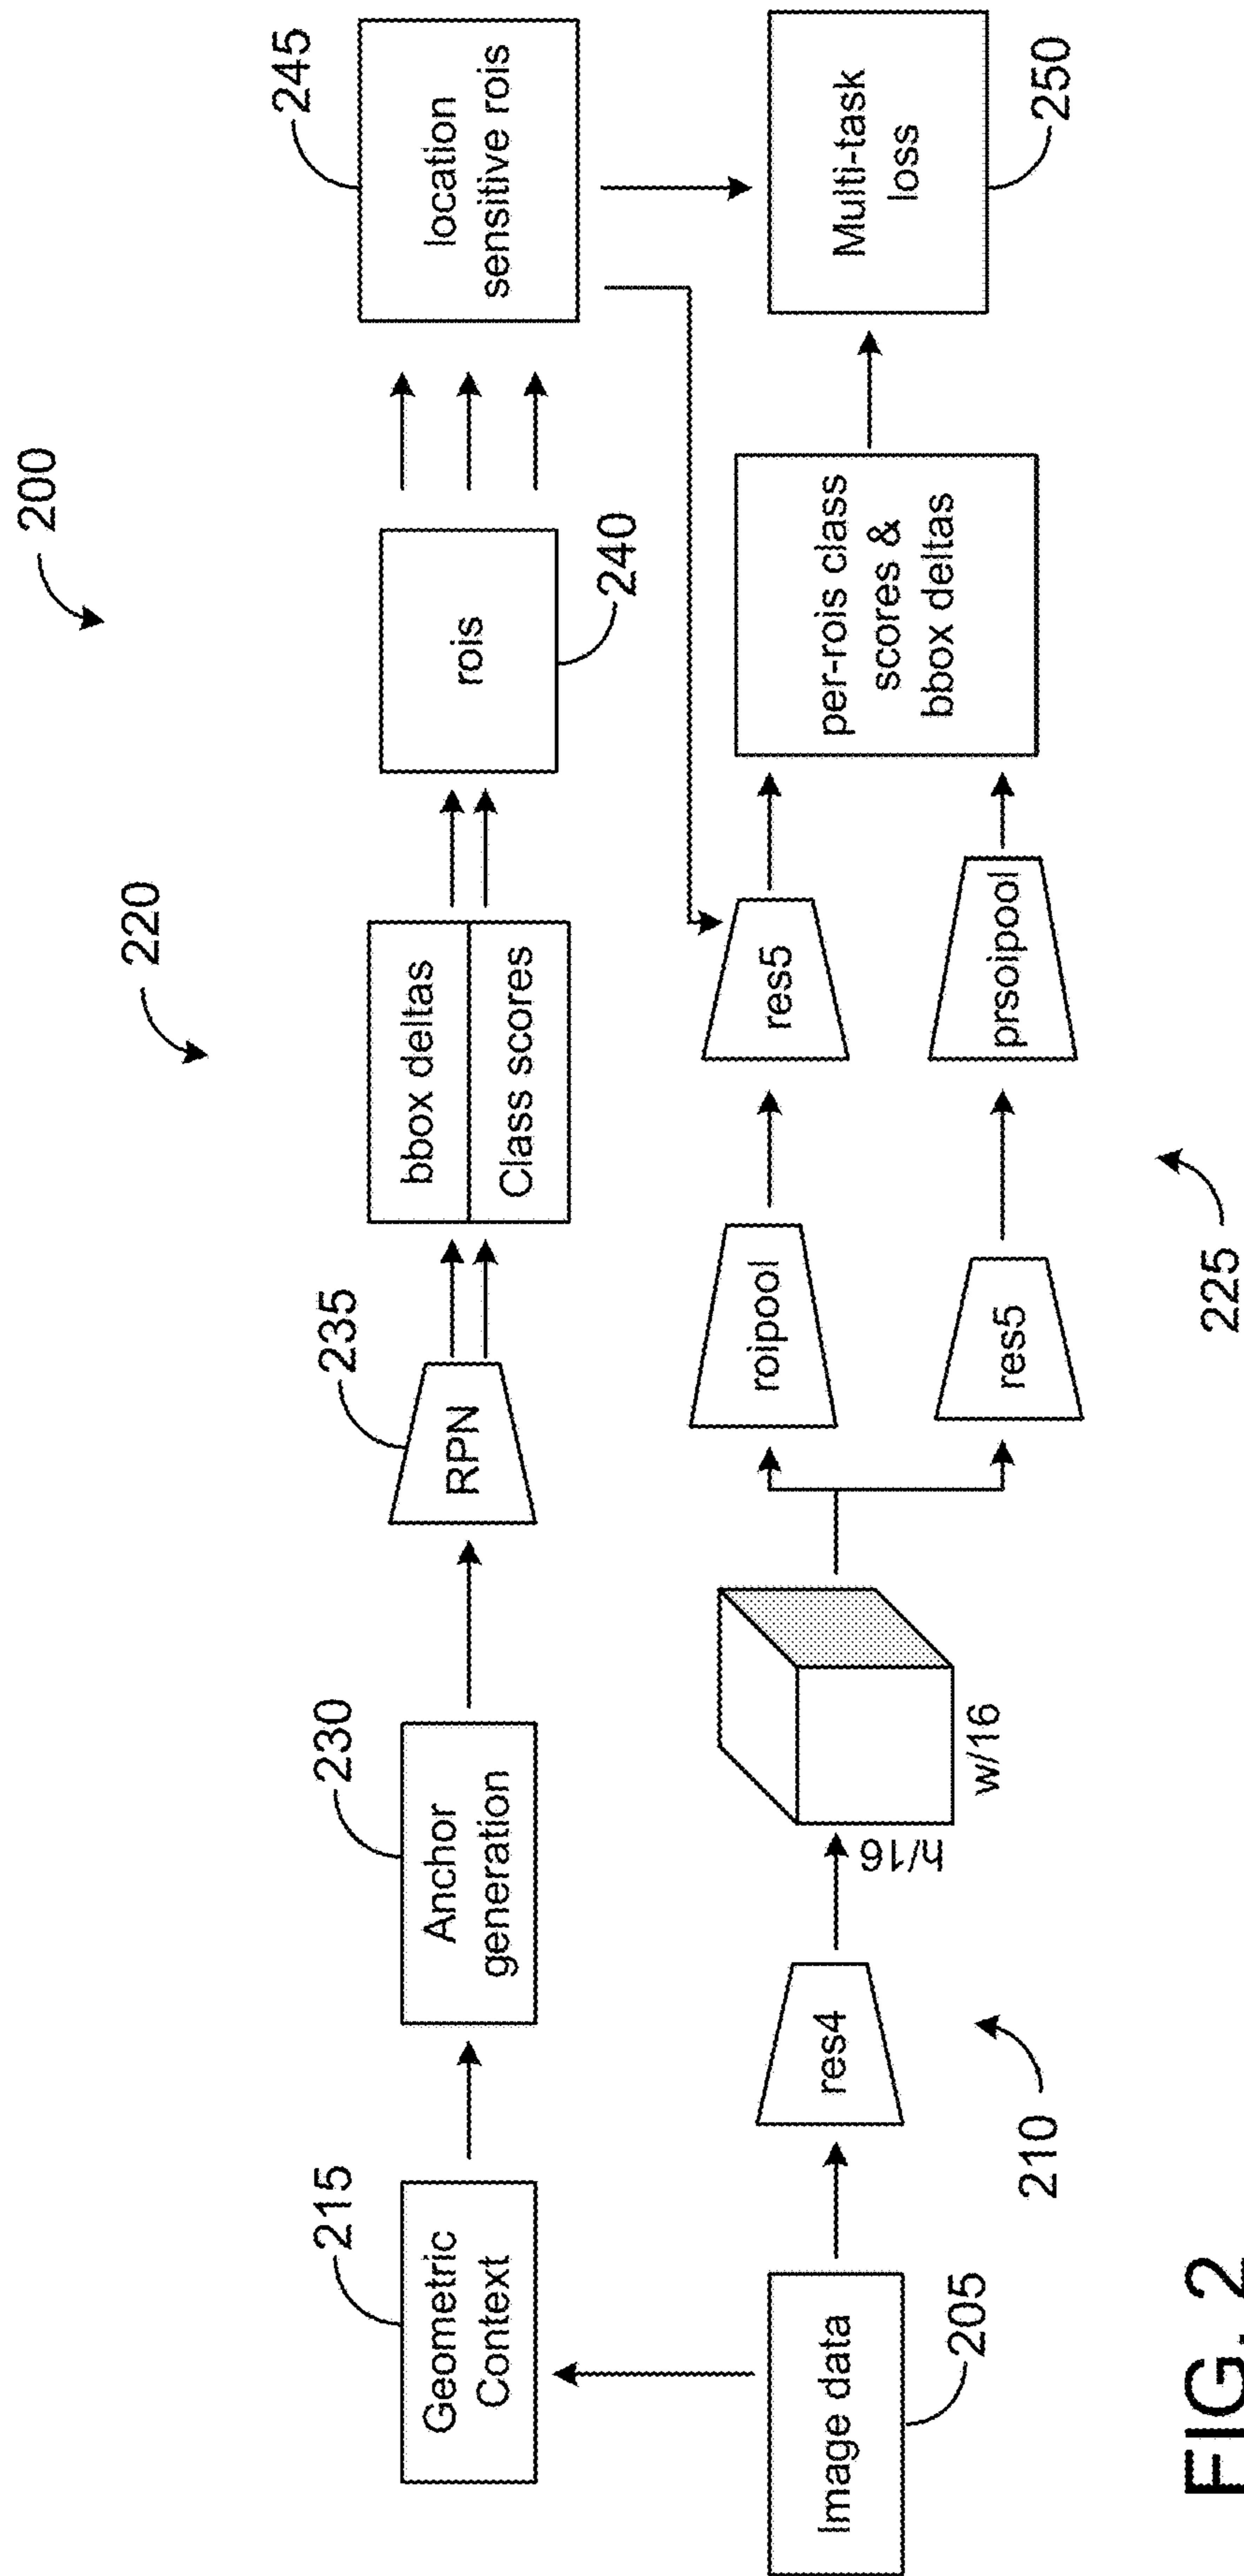 200
220
215
Geometric
Context
230
Anchor
generation
235
RPN
bbox deltas
Class scores
rois
240
245
location
sensitive rois
Image data
205
res4
210
h/16
w/16
roipool
res5
res5
prsoipool
225
per-rois class
scores &
bbox deltas
Multi-task
loss
250
FIG. 2